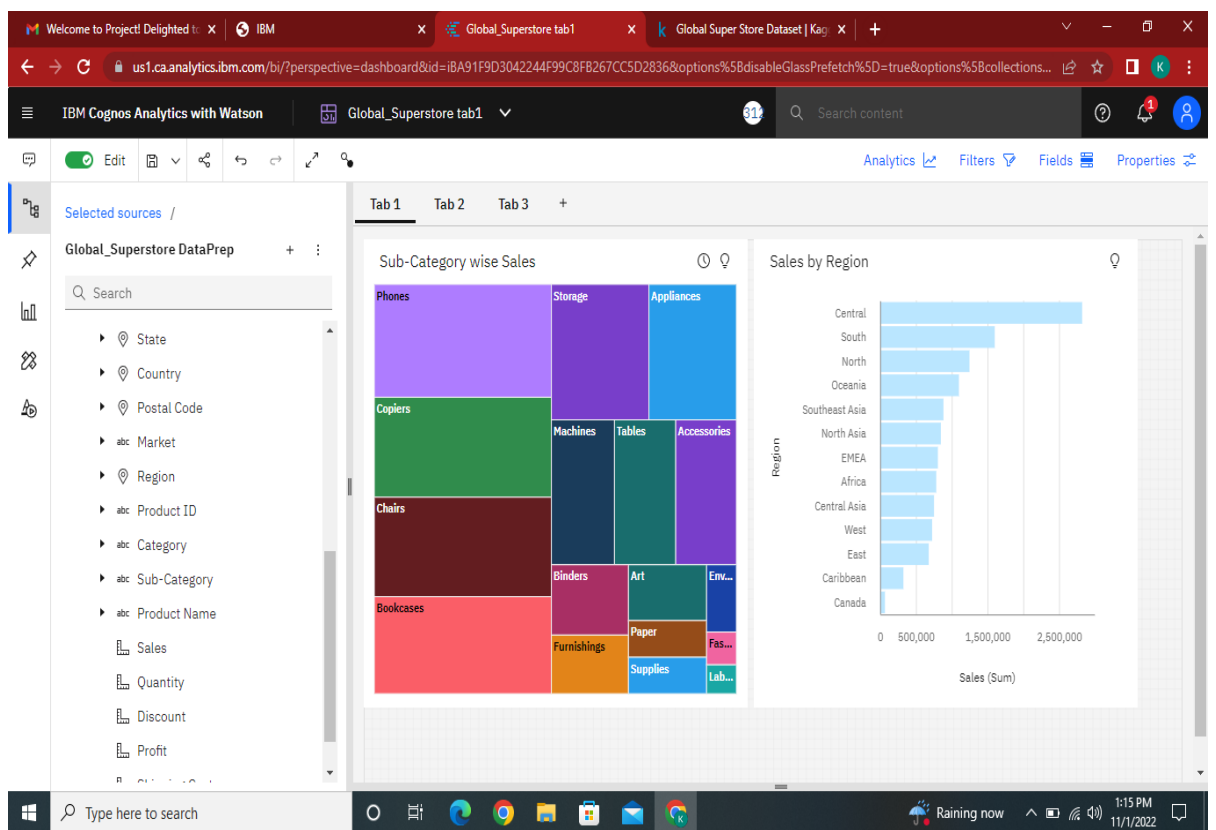 Welcome to Project! Delighted to
IBM
Global_Superstore tab1
Global Super Store Dataset | Kag
us1.ca.analytics.ibm.com/bi/?perspective=dashboard&id=iBA91F9D3042244F99C8FB267CC5D2836&options%5BdisableGlassPrefetch%5D=true&options%5Bcollections...
K
IBM Cognos Analytics with Watson
Global_Superstore tab1
312
Search content
1
Edit
Analytics
Filters
Fields
Properties
Selected sources /
Global_Superstore DataPrep
Search
State
Country
Postal Code
abc Market
Region
abc Product ID
abc Category
abc Sub-Category
abc Product Name
Sales
Quantity
Discount
Profit
Tab 1
Tab 2
Tab 3
+
Sub-Category wise Sales
Phones
Storage
Appliances
Copiers
Machines
Tables
Accessories
Chairs
Binders
Art
Env...
Bookcases
Paper
Furnishings
Fas...
Supplies
Lab...
Sales by Region
Region
Central
South
North
Oceania
Southeast Asia
North Asia
EMEA
Africa
Central Asia
West
East
Caribbean
Canada
0 500,000 1,500,000 2,500,000
Sales (Sum)
Type here to search
Raining now
1:15 PM
11/1/2022